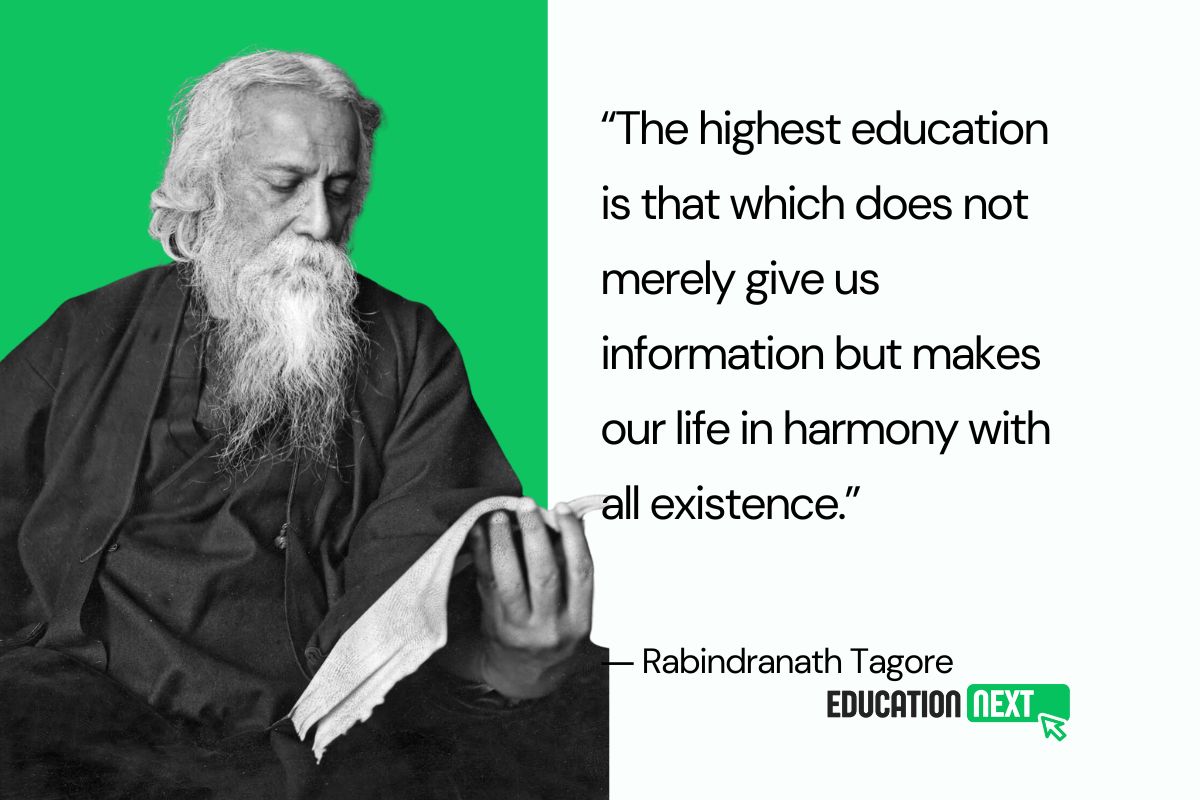 “The highest education
is that which does not
merely give us
information but makes
our life in harmony with
all existence.”
— Rabindranath Tagore
EDUCATION NEXT